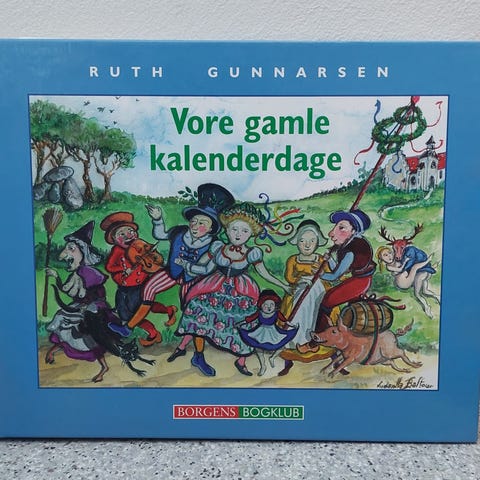 RUTH GUNNARSEN
Vore gamle
kalenderdage
BORGENS BOGKLUB